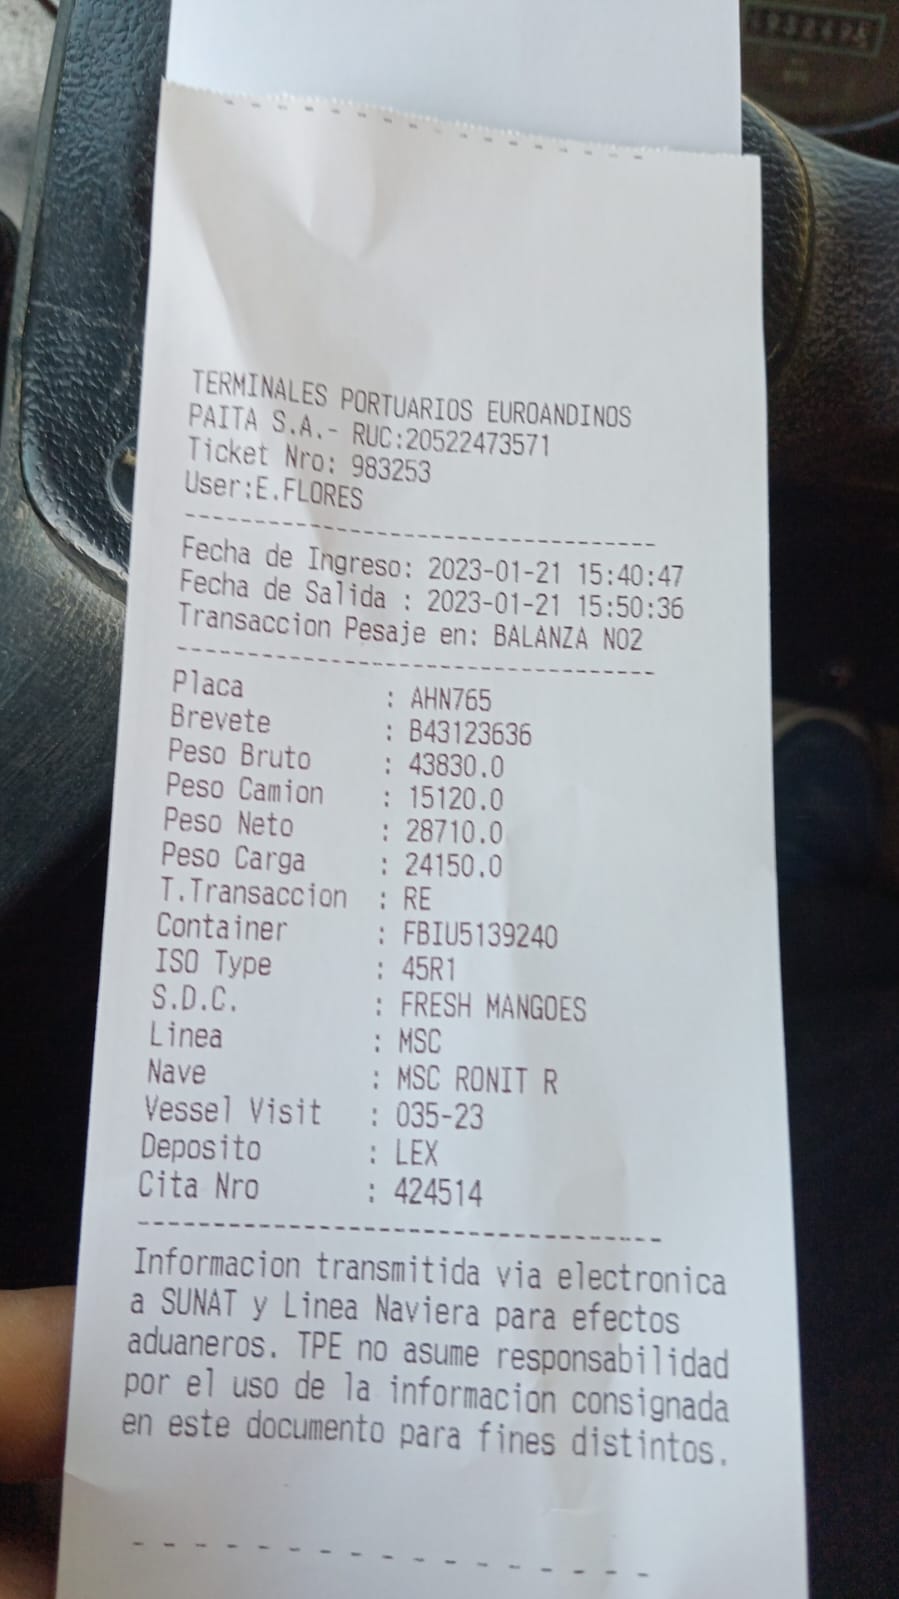 TERMINALES PORTUARIOS EUROANDINOS
PAITA S.A.- RUC:20522473571
Ticket Nro: 983253
User:E.FLORES
Fecha de Ingreso: 2023-01-21 15:40:47
Fecha de Salida : 2023-01-21 15:50:36
Transaccion Pesaje en: BALANZA NO2
Placa : AHN765
Brevete : B43123636
Peso Bruto : 43830.0
Peso Camion : 15120.0
Peso Neto : 28710.0
Peso Carga : 24150.0
T.Transaccion : RE
Container : FBIU5139240
ISO Type : 45R1
S.D.C. : FRESH MANGOES
Linea : MSC
Nave : MSC RONIT R
Vessel Visit : 035-23
Deposito : LEX
Cita Nro : 424514
Informacion transmitida via electronica
a SUNAT y Linea Naviera para efectos
aduaneros. TPE no asume responsabilidad
por el uso de la informacion consignada
en este documento para fines distintos.